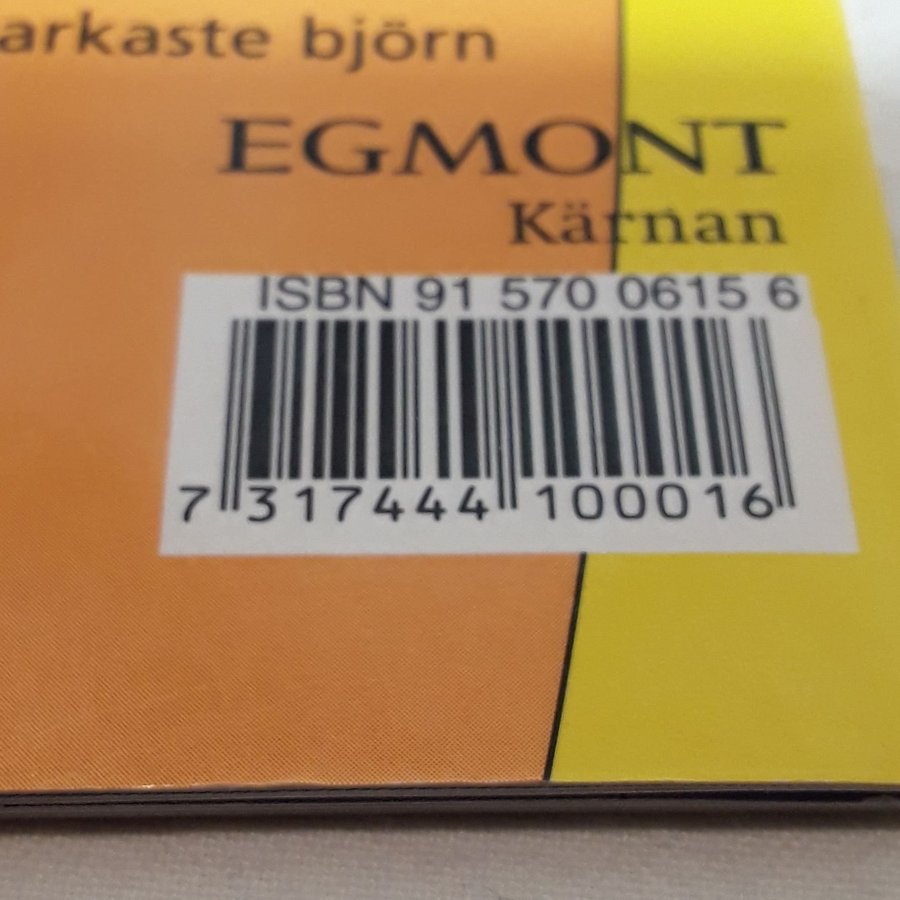 arkaste björn
EGMONT
Kärnan
ISBN 91 570 0615 6
7 317444 100016